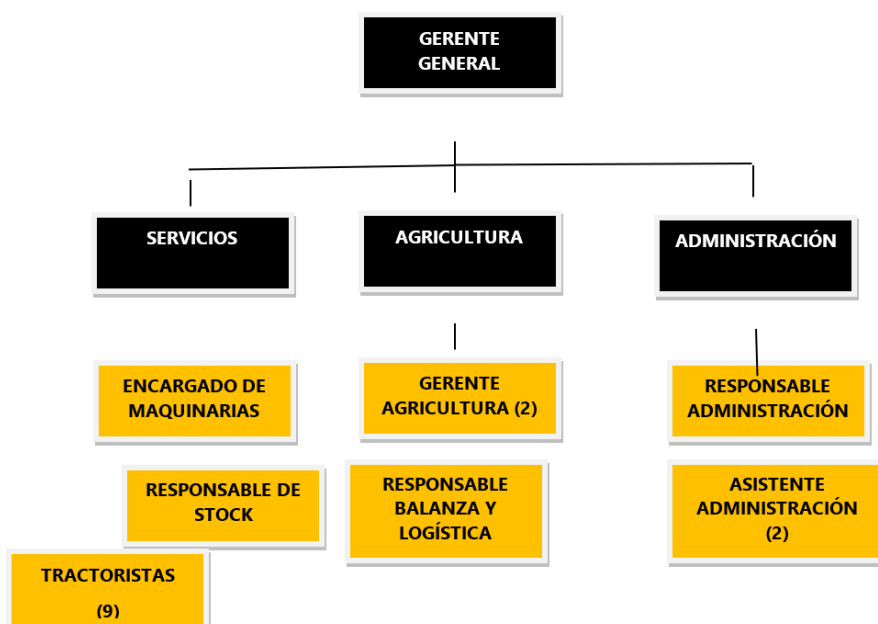 GERENTE
GENERAL
SERVICIOS
AGRICULTURA
ADMINISTRACIÓN
ENCARGADO DE
MAQUINARIAS
GERENTE
AGRICULTURA (2)
RESPONSABLE
ADMINISTRACIÓN
RESPONSABLE DE
STOCK
RESPONSABLE
BALANZA Y
LOGÍSTICA
ASISTENTE
ADMINISTRACIÓN
(2)
TRACTORISTAS
(9)